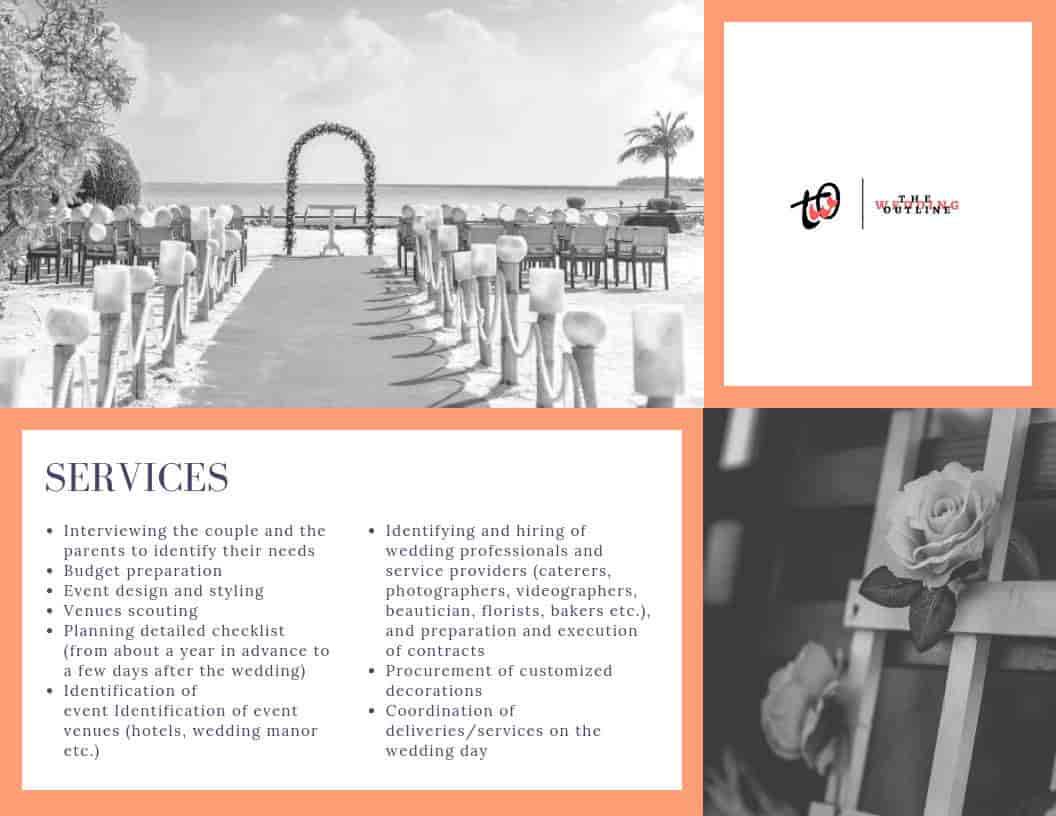 THE
WEDDING
OUTLINE
SERVICES
• Interviewing the couple and the
parents to identify their needs
• Budget preparation
• Event design and styling
• Venues scouting
• Planning detailed checklist
(from about a year in advance to
a few days after the wedding)
• Identification of
event Identification of event
venues (hotels, wedding manor
etc.)
• Identifying and hiring of
wedding professionals and
service providers (caterers,
photographers, videographers,
beautician, florists, bakers etc.),
and preparation and execution
of contracts
• Procurement of customized
decorations
• Coordination of
deliveries/services on the
wedding day